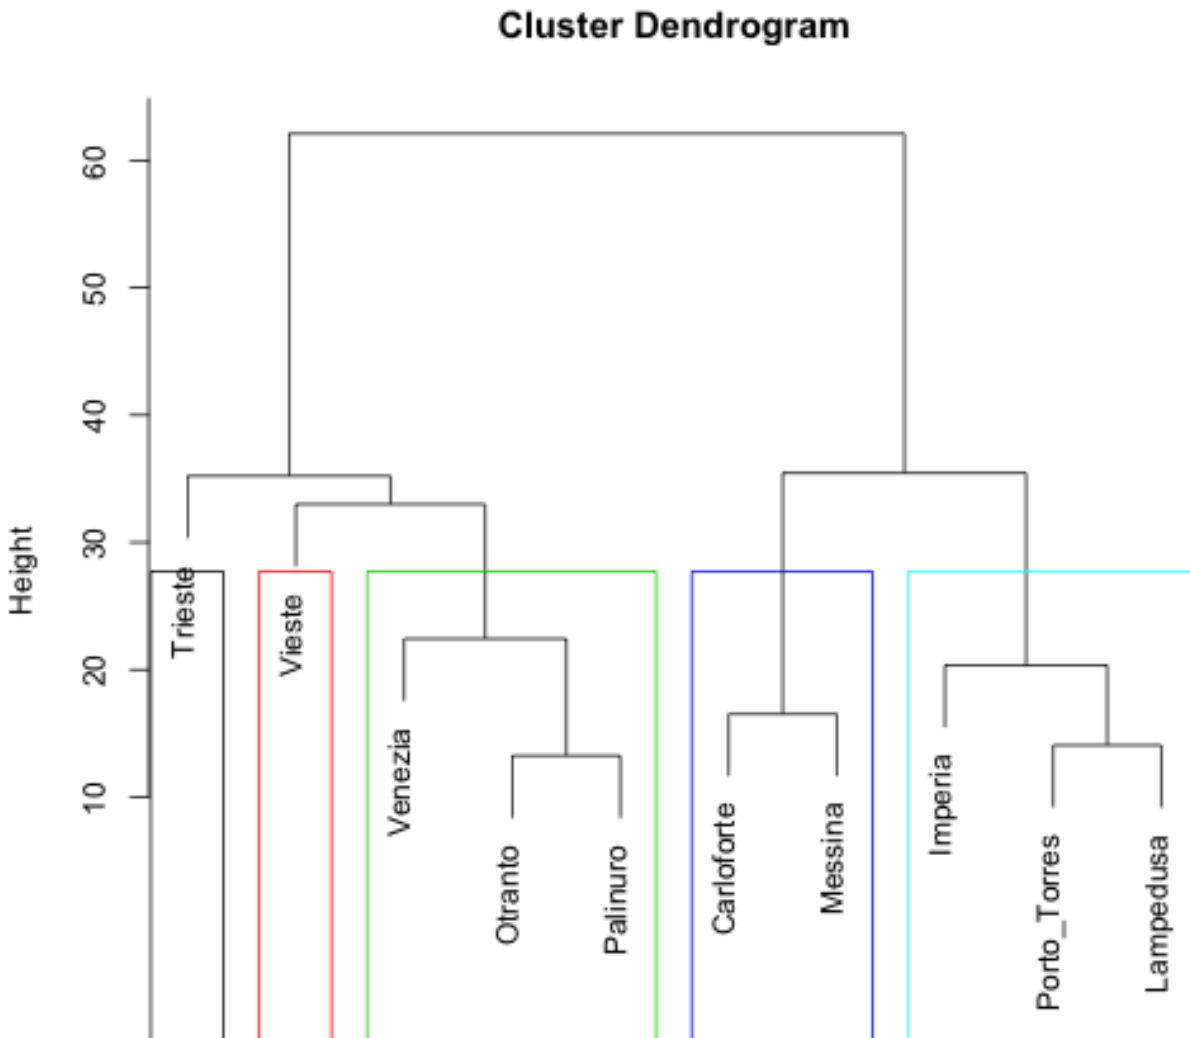 Cluster Dendrogram
Height
60
50
40
30
20
10
Trieste
Vieste
Venezia
Otranto
Palinuro
Carloforte
Messina
Imperia
Porto_Torres
Lampedusa